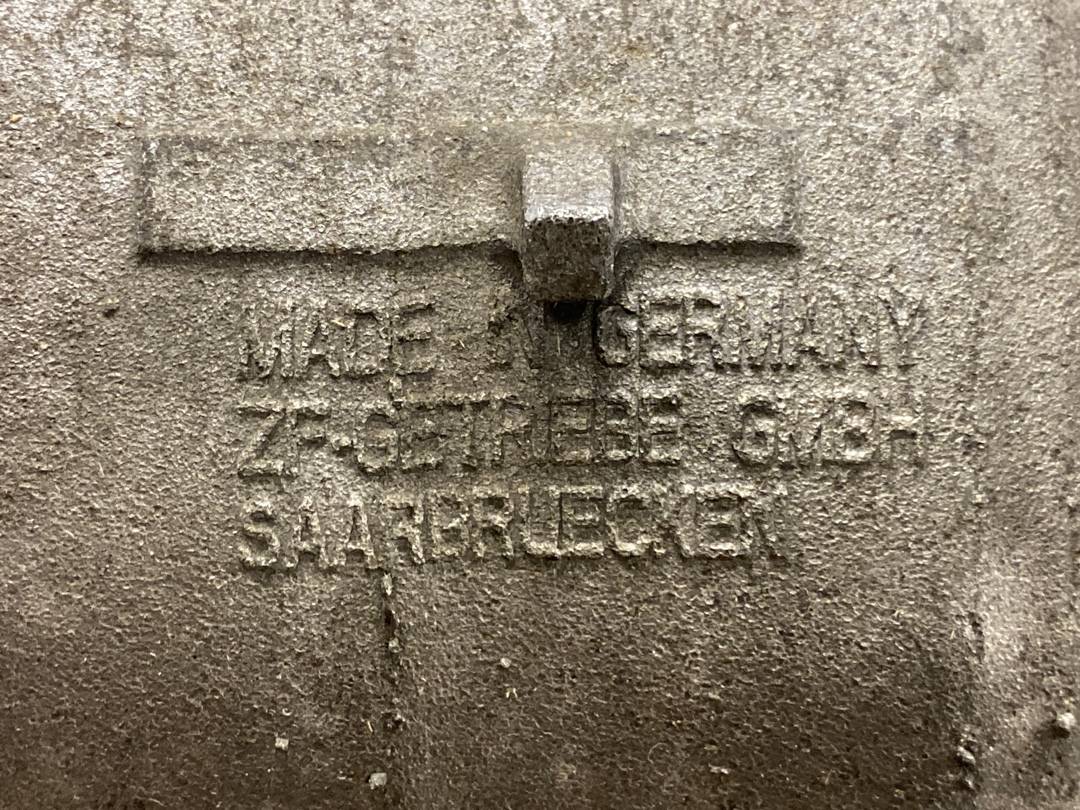 MADE IN GERMANY
ZF-GETRIEBE GMBH
SAARBRUECKEN